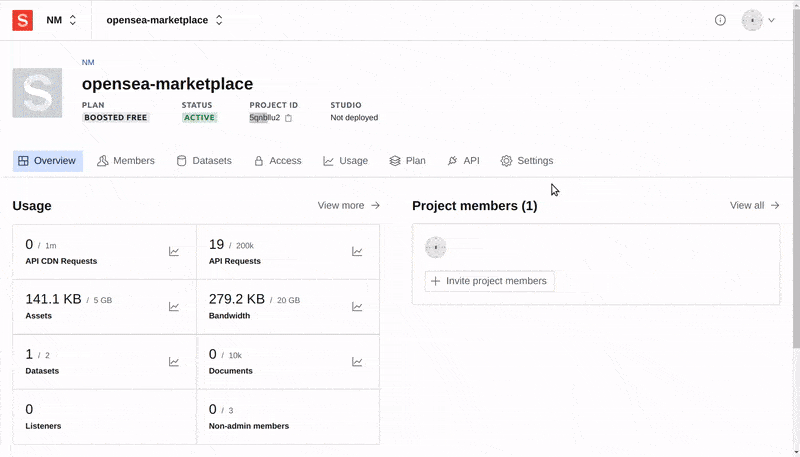 S NM opensea-marketplace
NM
S
opensea-marketplace
PLAN STATUS PROJECT ID STUDIO
BOOSTED FREE ACTIVE 5qnbllu2 Not deployed
Overview Members Datasets Access Usage Plan API Settings
Usage View more → Project members (1) View all →
0 / 1m 19 / 200k
API CDN Requests API Requests
+ Invite project members
141.1 KB / 5 GB 279.2 KB / 20 GB
Assets Bandwidth
1 / 2 0 / 10k
Datasets Documents
0 0 / 3
Listeners Non-admin members